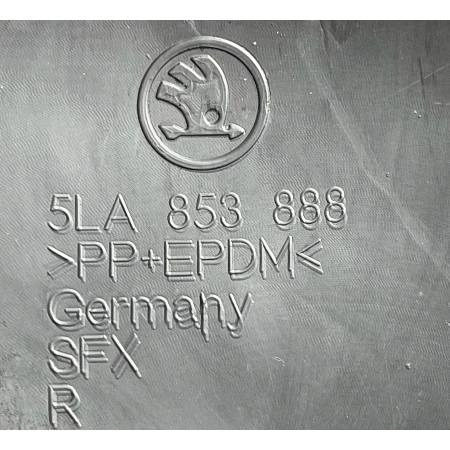 5LA 853 888
>PP+EPDM<
Germany
SFX
R